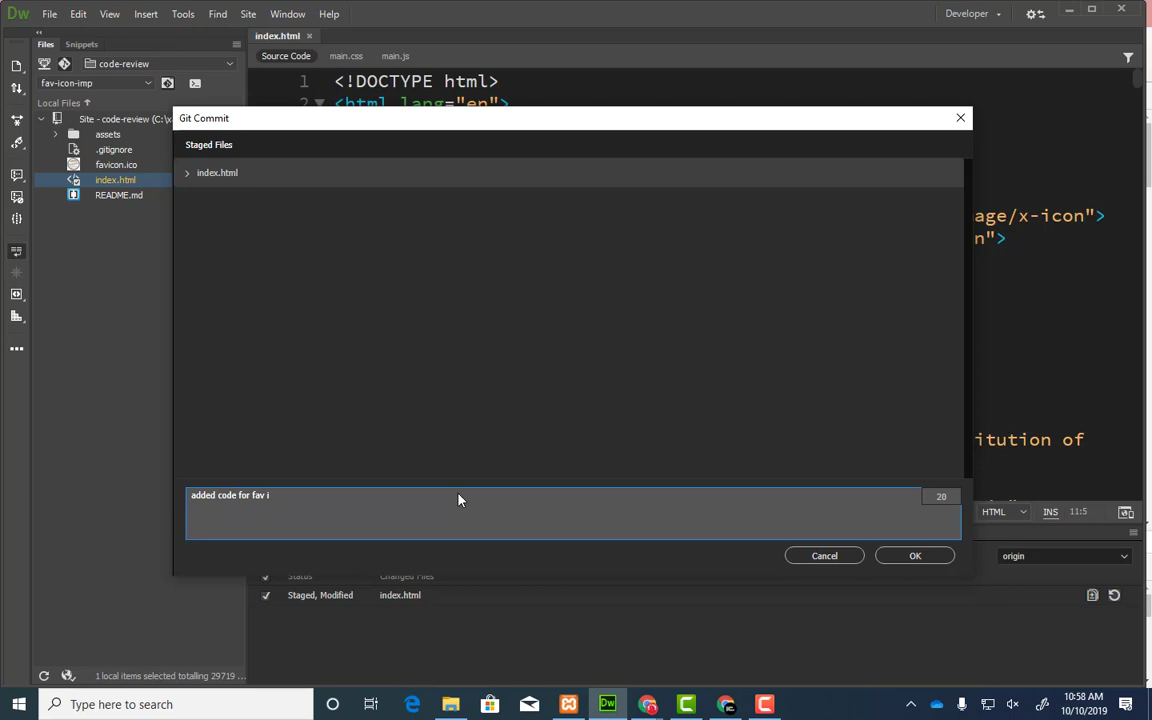 Dw File Edit View Insert Tools Find Site Window Help Developer
Files Snippets
index.html
code-review
Source Code main.css main.js
fav-icon-imp
1 <!DOCTYPE html>
2 <html lang="en">
Local Files
Site - code-review (C:\x
assets
.gitignore
favicon.ico
index.html
README.md
Git Commit
Staged Files
index.html
age/x-icon">
n">
itution of
added code for fav i
20
Cancel OK
HTML INS 11:5
origin
Status Changed Files
Staged, Modified index.html
1 local items selected totalling 29719
Type here to search
10:58 AM
10/10/2019